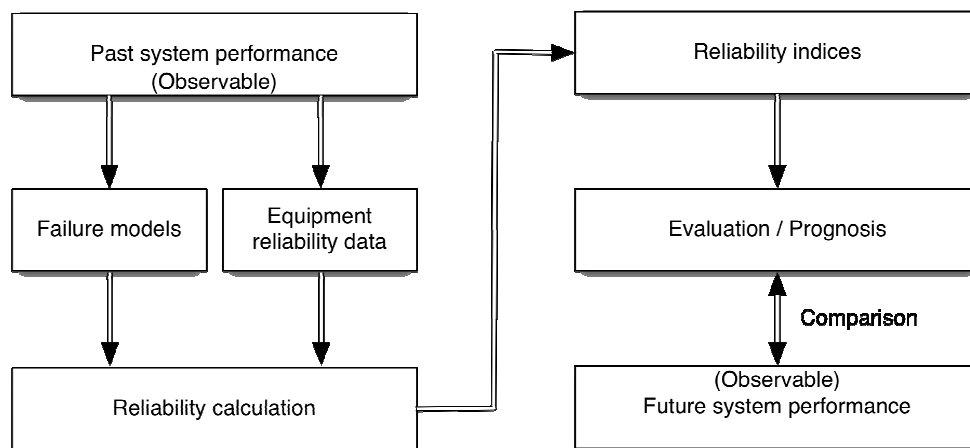 Past system performance
(Observable)
Failure models
Equipment
reliability data
Reliability calculation
Reliability indices
Evaluation / Prognosis
Comparison
(Observable)
Future system performance